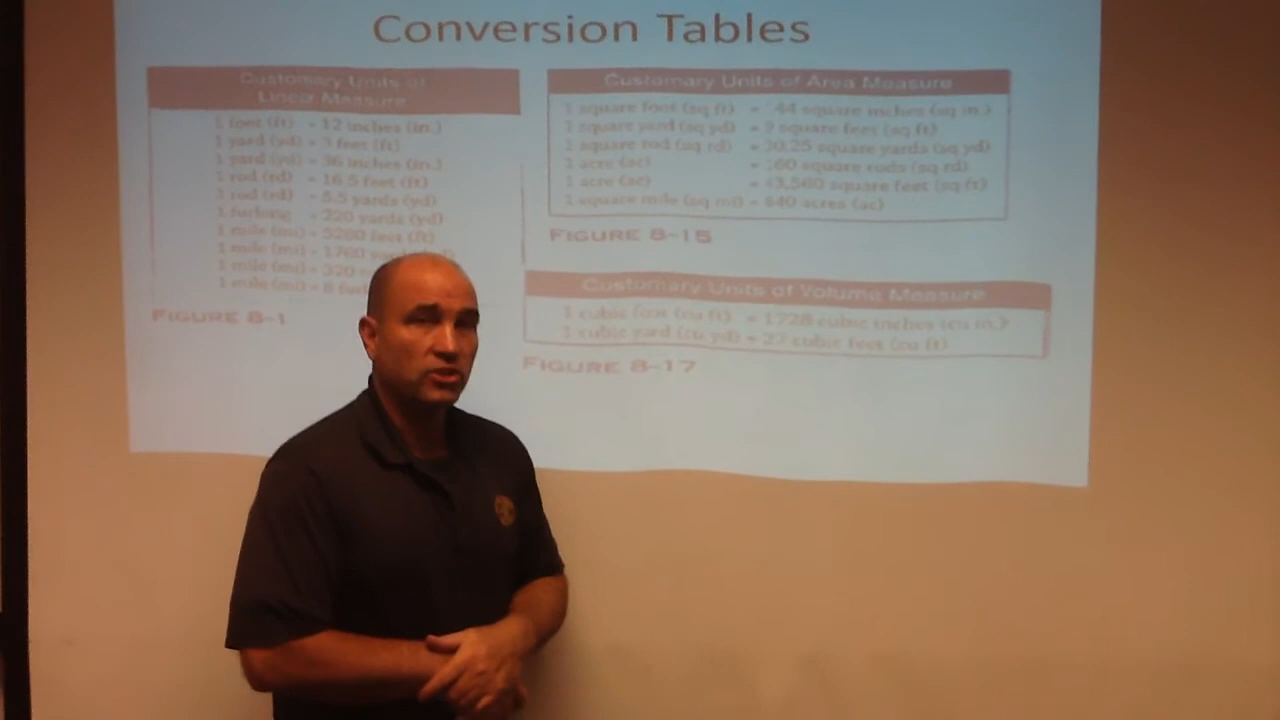 Conversion Tables
Customary Units of
Linear Measure
1 foot (ft) = 12 inches (in.)
1 yard (yd) = 3 feet (ft)
1 yard (yd) = 36 inches (in.)
1 rod (rd) = 16.5 feet (ft)
1 rod (rd) = 5.5 yards (yd)
1 furlong = 220 yards (yd)
1 mile (mi) = 5280 feet (ft)
1 mile (mi) = 1760
1 mile (mi) = 320
1 mile (mi) = 8
FIGURE 8-1
Customary Units of Area Measure
1 square foot (sq ft) = 144 square inches (sq in.)
1 square yard (sq yd) = 9 square feet (sq ft)
1 square rod (sq rd) = 30.25 square yards (sq yd)
1 acre (ac) = 160 square rods (sq rd)
1 acre (ac) = 43,560 square feet (sq ft)
1 square mile (sq mi) = 640 acres (ac)
FIGURE 8-15
Customary Units of Volume Measure
1 cubic foot (cu ft) = 1728 cubic inches (cu in.)
1 cubic yard (cu yd) = 27 cubic feet (cu ft)
FIGURE 8-17